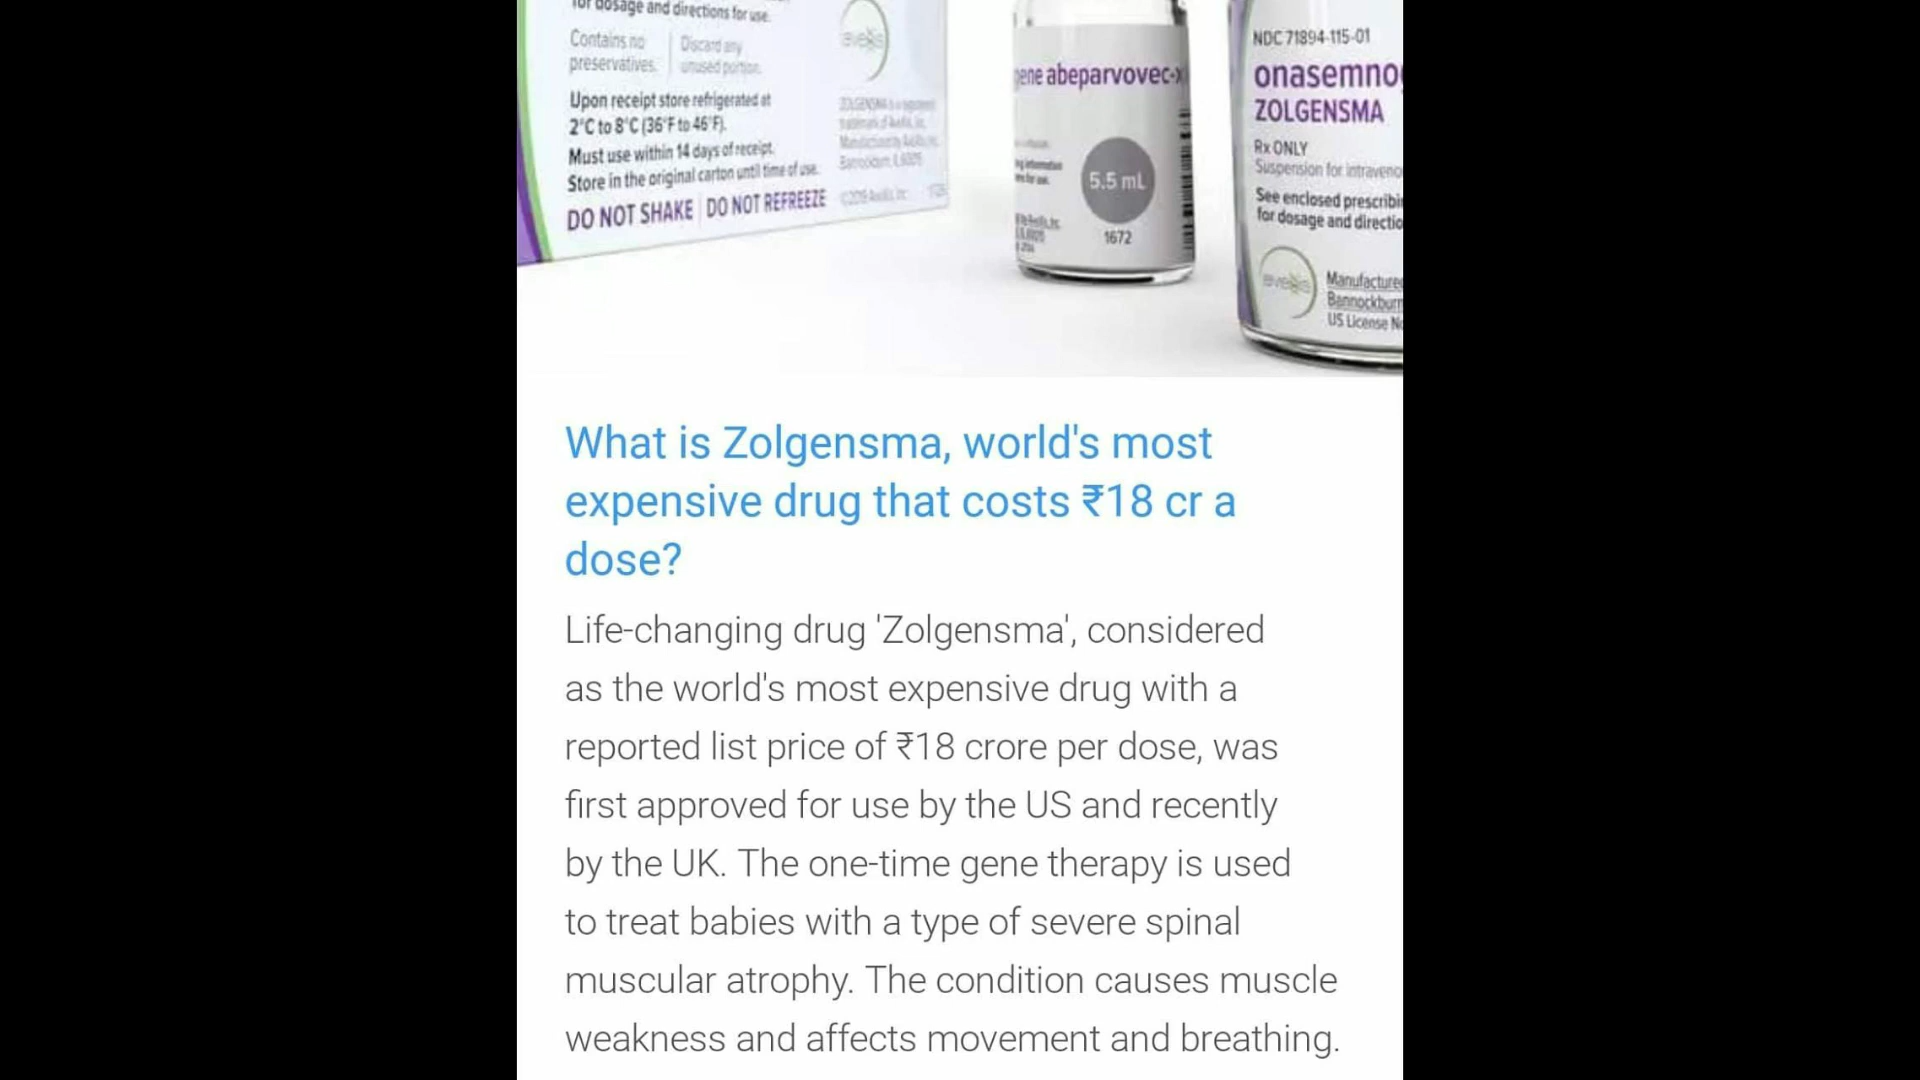 for dosage and directions for use.
Contains no
preservatives.
Discard any
unused portion.
Upon receipt store refrigerated at
2°C to 8°C (36°F to 46°F).
Must use within 14 days of receipt.
Store in the original carton until time of use.
DO NOT SHAKE | DO NOT REFREEZE
ene abeparvovec-x
5.5 mL
1672
NDC 71894-115-01
onasemno
ZOLGENSMA
Rx ONLY
Suspension for intraveno
See enclosed prescribi
for dosage and directio
Manufacture
Bannockburn
US License N
What is Zolgensma, world's most
expensive drug that costs ₹18 cr a
dose?
Life-changing drug 'Zolgensma', considered
as the world's most expensive drug with a
reported list price of ₹18 crore per dose, was
first approved for use by the US and recently
by the UK. The one-time gene therapy is used
to treat babies with a type of severe spinal
muscular atrophy. The condition causes muscle
weakness and affects movement and breathing.